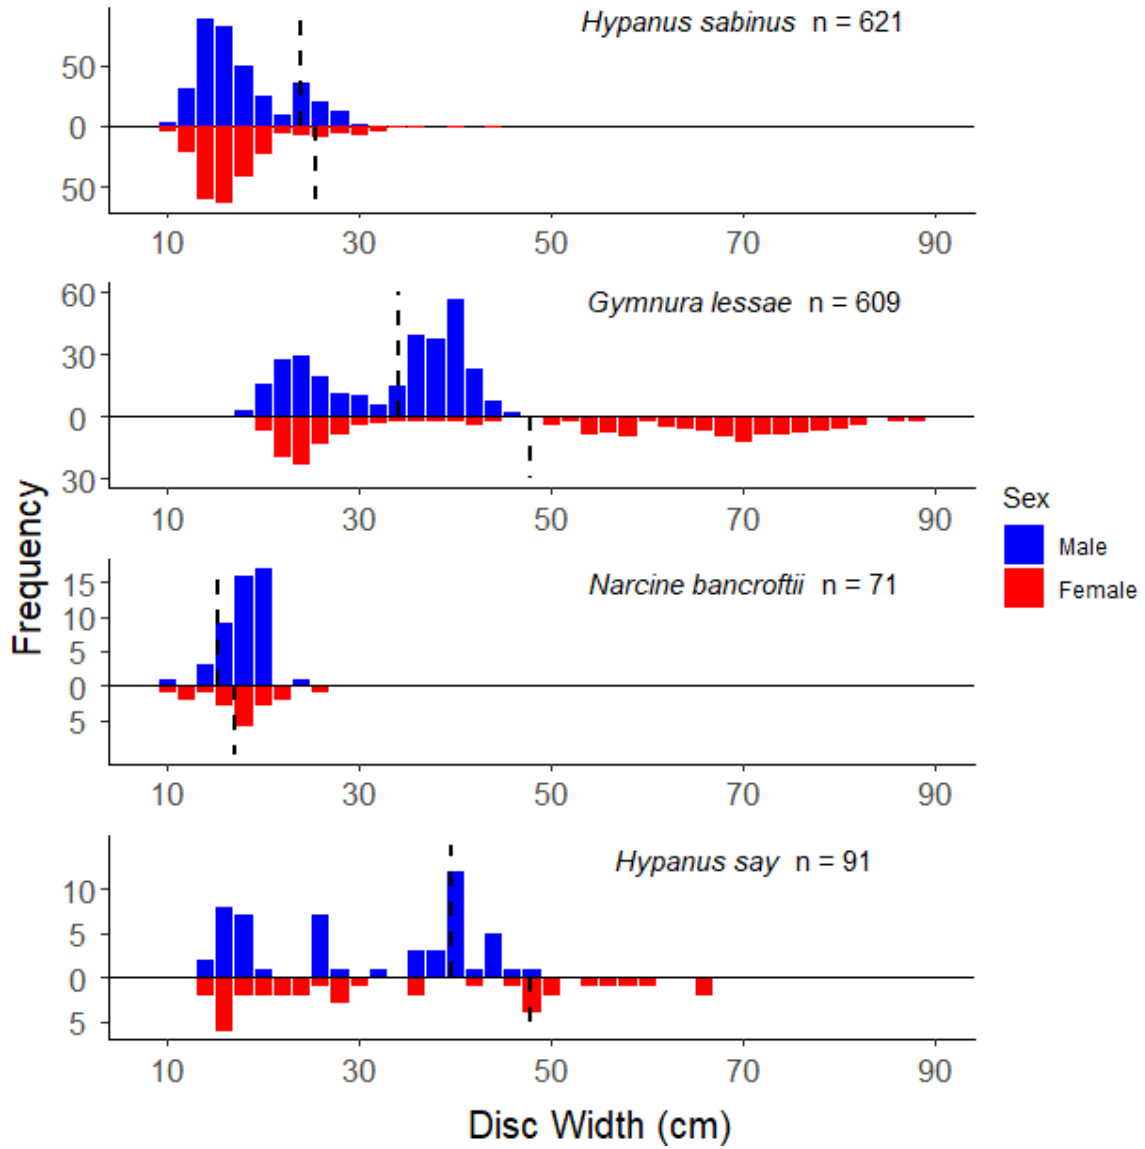 Hypanus sabinus n = 621
50
0
50
10 30 50 70 90
Gymnura lessae n = 609
60
30
0
30
10 30 50 70 90
Narcine bancroftii n = 71
15
10
5
0
5
10 30 50 70 90
Hypanus say n = 91
10
5
0
5
10 30 50 70 90
Frequency
Disc Width (cm)
Sex
Male
Female